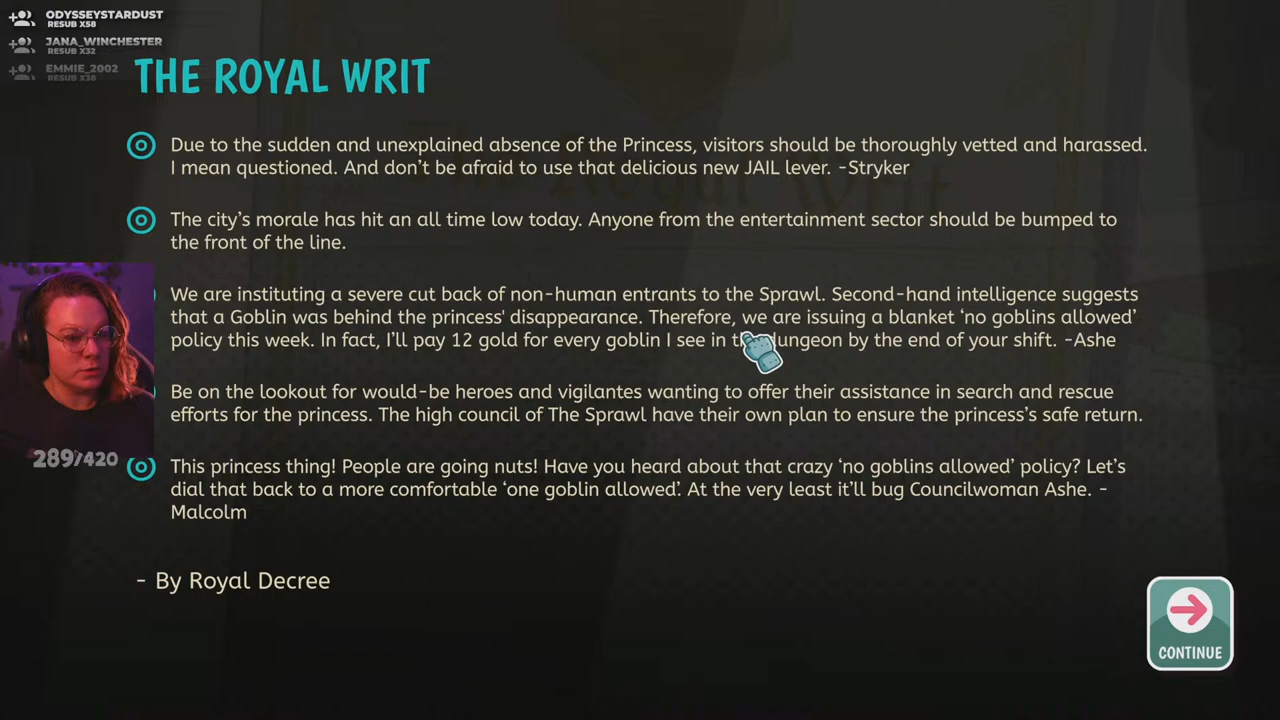 ODYSSEYSTARDUST
RESUB X58
JANA_WINCHESTER
RESUB X32
EMMIE_2002
RESUB X38
THE ROYAL WRIT
Due to the sudden and unexplained absence of the Princess, visitors should be thoroughly vetted and harassed.
I mean questioned. And don't be afraid to use that delicious new JAIL lever. -Stryker
The city's morale has hit an all time low today. Anyone from the entertainment sector should be bumped to
the front of the line.
We are instituting a severe cut back of non-human entrants to the Sprawl. Second-hand intelligence suggests
that a Goblin was behind the princess' disappearance. Therefore, we are issuing a blanket 'no goblins allowed'
policy this week. In fact, I'll pay 12 gold for every goblin I see in the dungeon by the end of your shift. -Ashe
Be on the lookout for would-be heroes and vigilantes wanting to offer their assistance in search and rescue
efforts for the princess. The high council of The Sprawl have their own plan to ensure the princess's safe return.
This princess thing! People are going nuts! Have you heard about that crazy 'no goblins allowed' policy? Let's
dial that back to a more comfortable 'one goblin allowed'. At the very least it'll bug Councilwoman Ashe. -
Malcolm
289/420
- By Royal Decree
CONTINUE